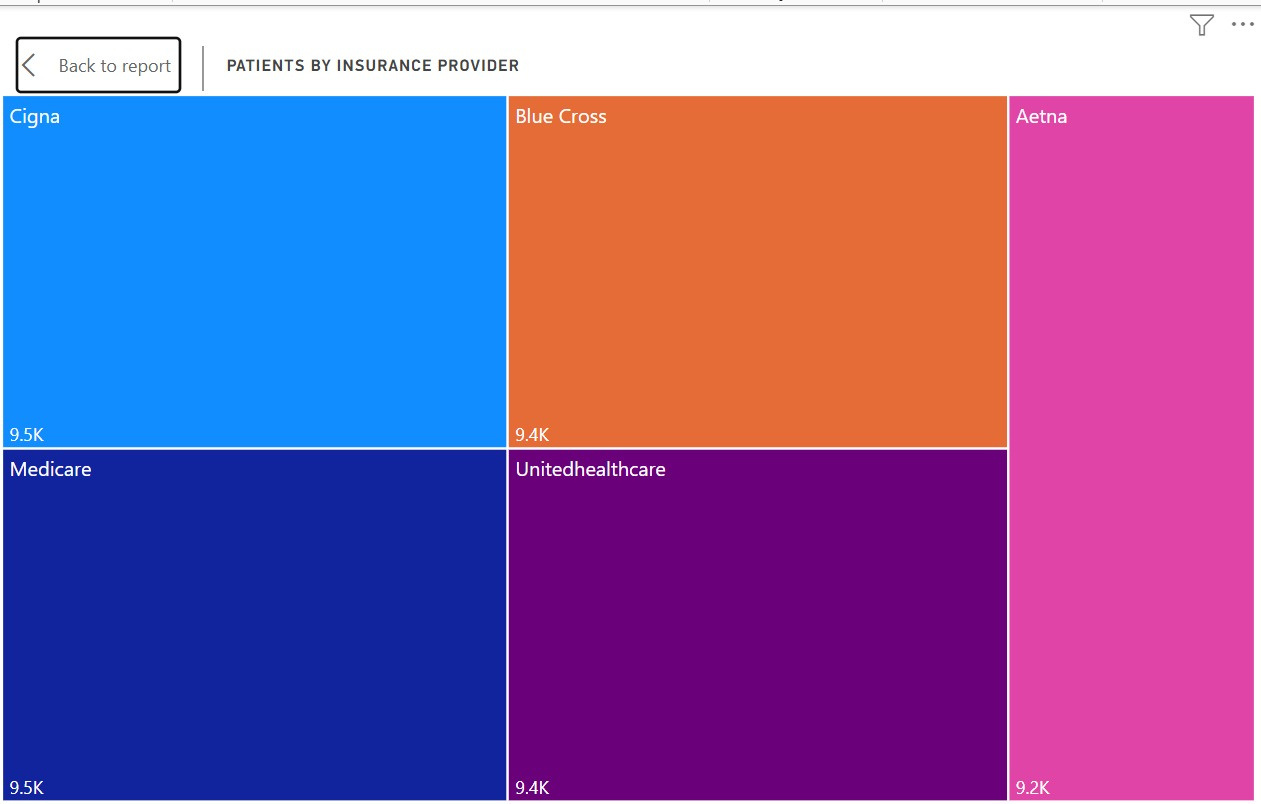 Back to report
PATIENTS BY INSURANCE PROVIDER
Cigna
9.5K
Blue Cross
9.4K
Aetna
9.2K
Medicare
9.5K
Unitedhealthcare
9.4K